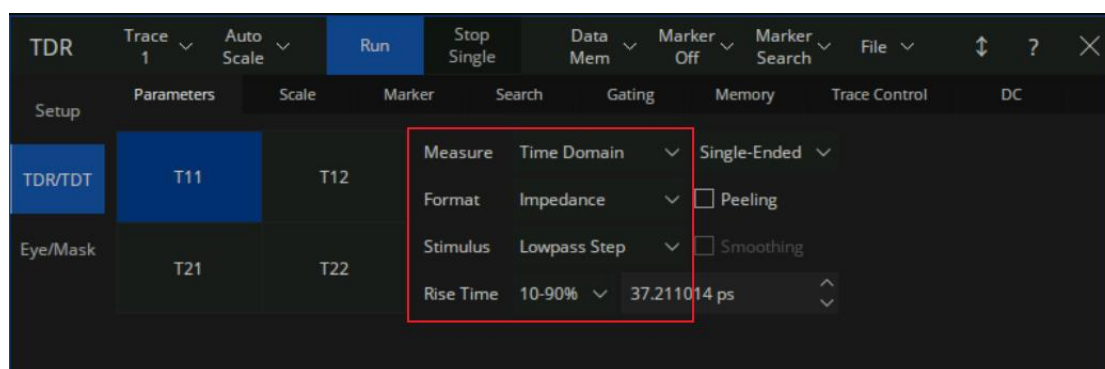 TDR Trace 1 Auto Scale Run Stop Single Data Mem Marker Off Marker Search File ?
Setup Parameters Scale Marker Search Gating Memory Trace Control DC
TDR/TDT T11 T12 Measure Time Domain Single-Ended
Format Impedance Peeling
Eye/Mask T21 T22 Stimulus Lowpass Step Smoothing
Rise Time 10-90% 37.211014 ps